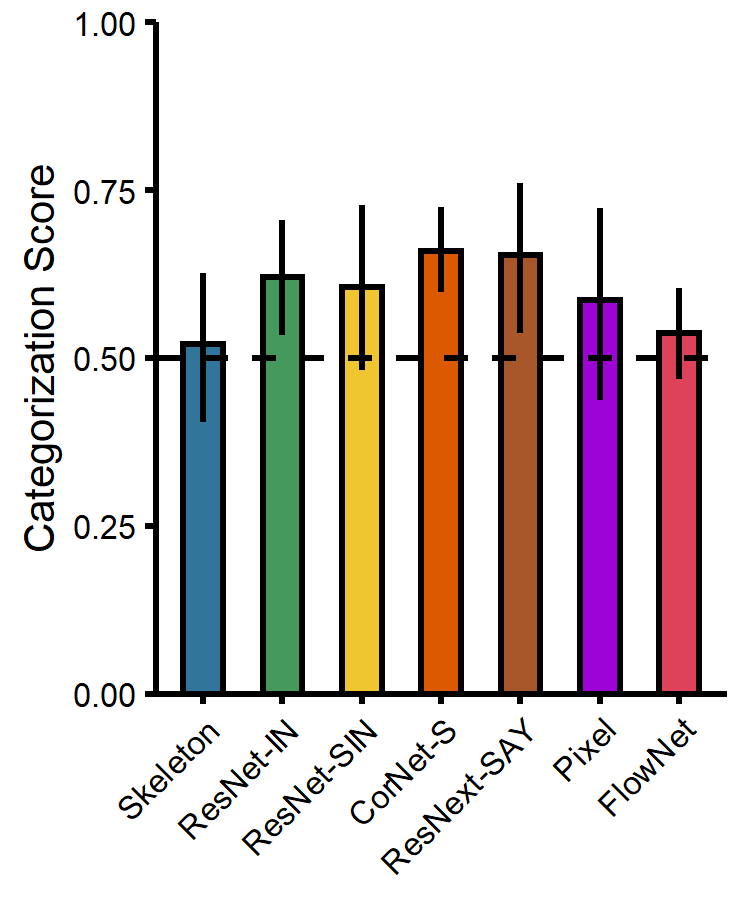 Categorization Score
1.00
0.75
0.50
0.25
0.00
Skeleton
ResNet-IN
ResNet-SIN
CorNet-S
ResNext-SAY
Pixel
FlowNet